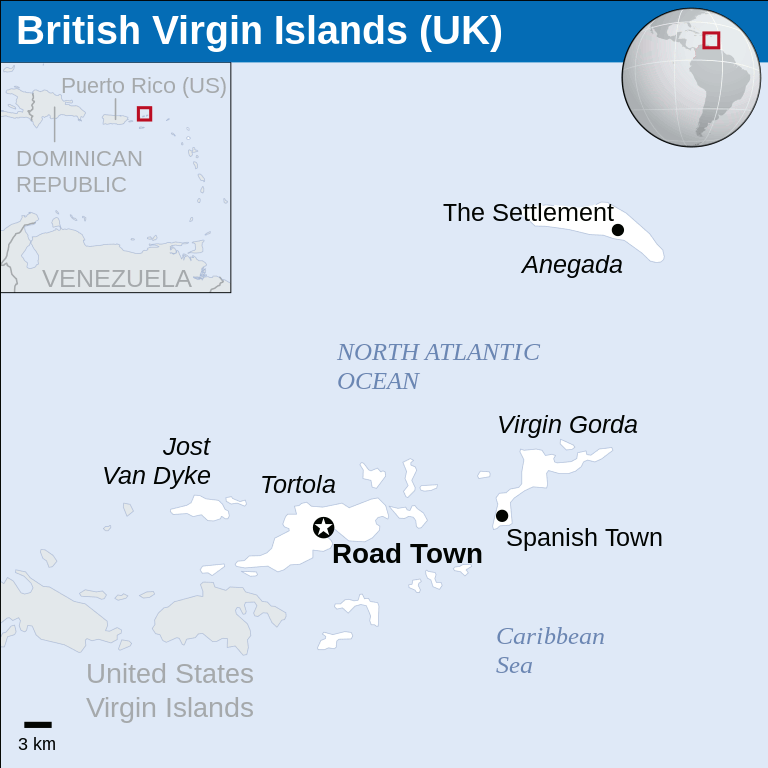 British Virgin Islands (UK)
Puerto Rico (US)
DOMINICAN
REPUBLIC
VENEZUELA
The Settlement
Anegada
NORTH ATLANTIC
OCEAN
Virgin Gorda
Jost
Van Dyke
Tortola
Spanish Town
Road Town
Caribbean
Sea
United States
Virgin Islands
3 km